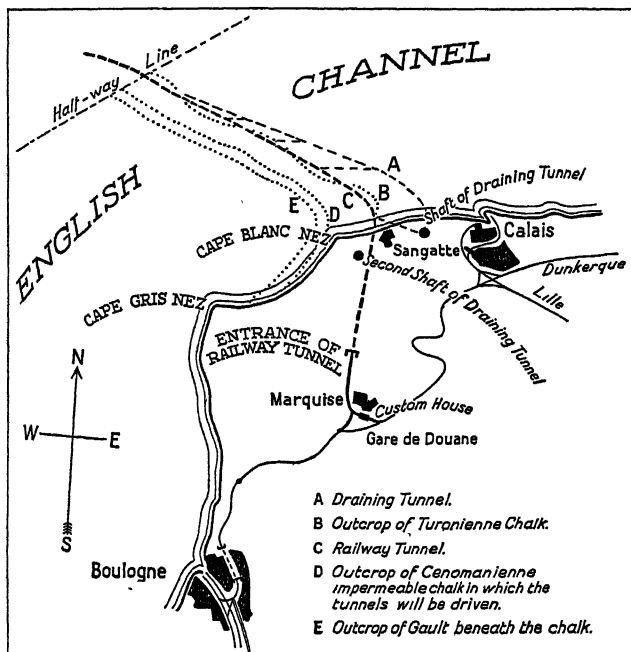 Line
Half-way
CHANNEL
ENGLISH
A
B
C
D
E
Shaft of Draining Tunnel
CAPE BLANC NEZ
Sangatte
Calais
Second Shaft of Draining Tunnel
Dunkerque
Lille
CAPE GRIS NEZ
ENTRANCE OF
RAILWAY TUNNEL
N
W
E
S
Marquise
Custom House
Gare de Douane
Boulogne
A Draining Tunnel.
B Outcrop of Turonienne Chalk.
C Railway Tunnel.
D Outcrop of Cenomanienne
impermeable chalk in which the
tunnels will be driven.
E Outcrop of Gault beneath the chalk.